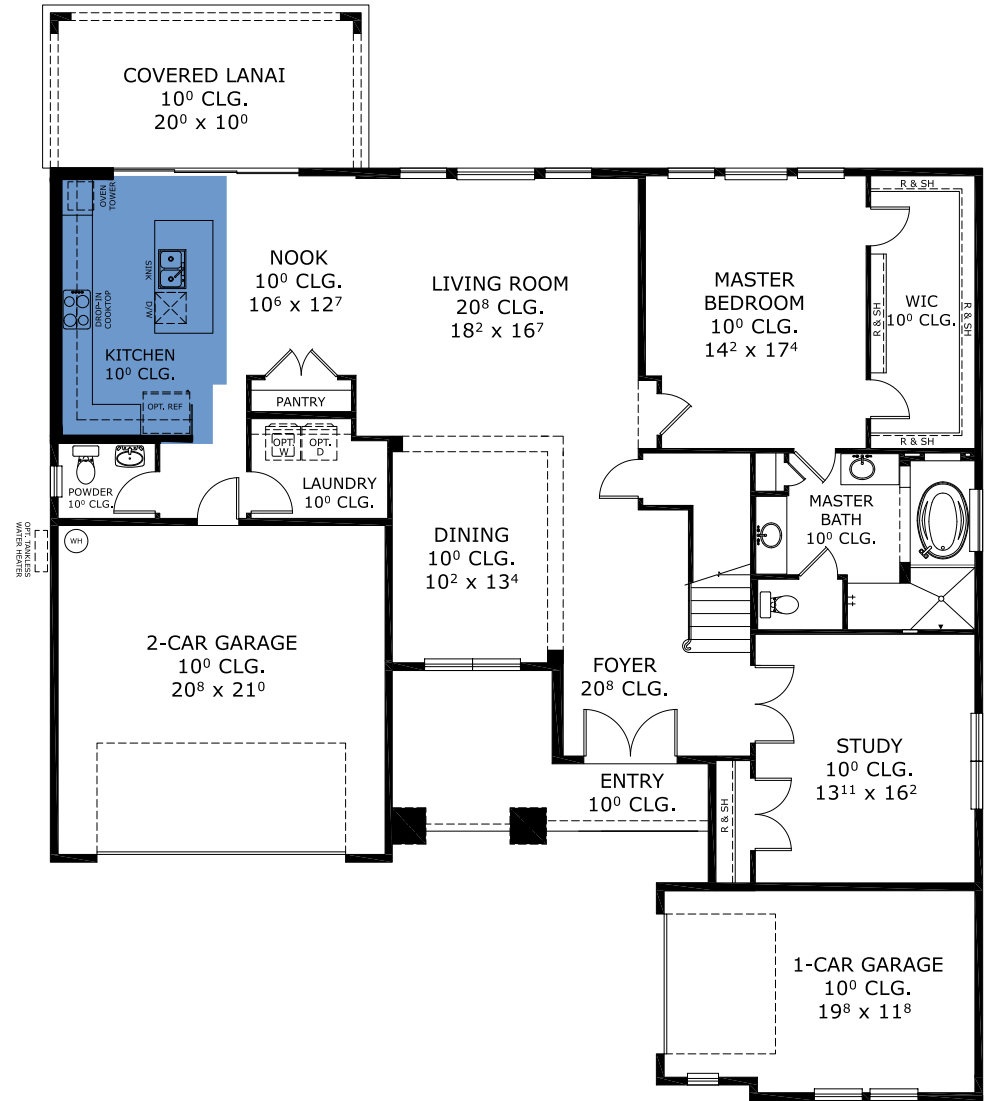 COVERED LANAI
10⁰ CLG.
20⁰ x 10⁰
OVEN
TOWER
SINK
D/W
DROP-IN
COOKTOP
KITCHEN
10⁰ CLG.
OPT. REF
NOOK
10⁰ CLG.
10⁶ x 12⁷
PANTRY
LIVING ROOM
20⁸ CLG.
18² x 16⁷
MASTER
BEDROOM
10⁰ CLG.
14² x 17⁴
R & SH
R & SH
WIC
10⁰ CLG.
R & SH
R & SH
POWDER
10⁰ CLG.
OPT.
W
OPT.
D
LAUNDRY
10⁰ CLG.
OPT. TANKLESS
WATER HEATER
WH
DINING
10⁰ CLG.
10² x 13⁴
MASTER
BATH
10⁰ CLG.
2-CAR GARAGE
10⁰ CLG.
20⁸ x 21⁰
FOYER
20⁸ CLG.
ENTRY
10⁰ CLG.
R & SH
STUDY
10⁰ CLG.
13¹¹ x 16²
1-CAR GARAGE
10⁰ CLG.
19⁸ x 11⁸